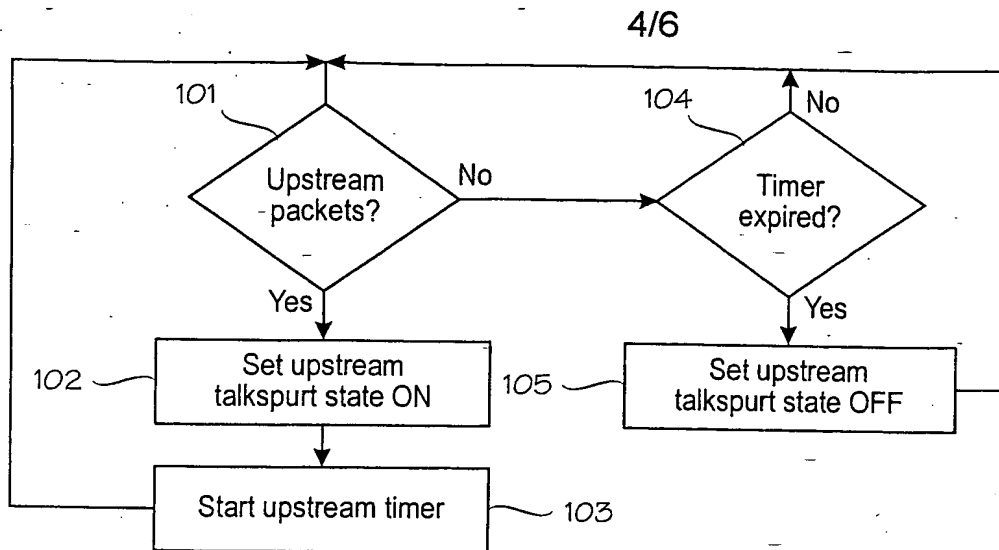 4/6
101
Upstream
packets?
No
Yes
104
Timer
expired?
No
Yes
102
Set upstream
talkspurt state ON
105
Set upstream
talkspurt state OFF
Start upstream timer
103